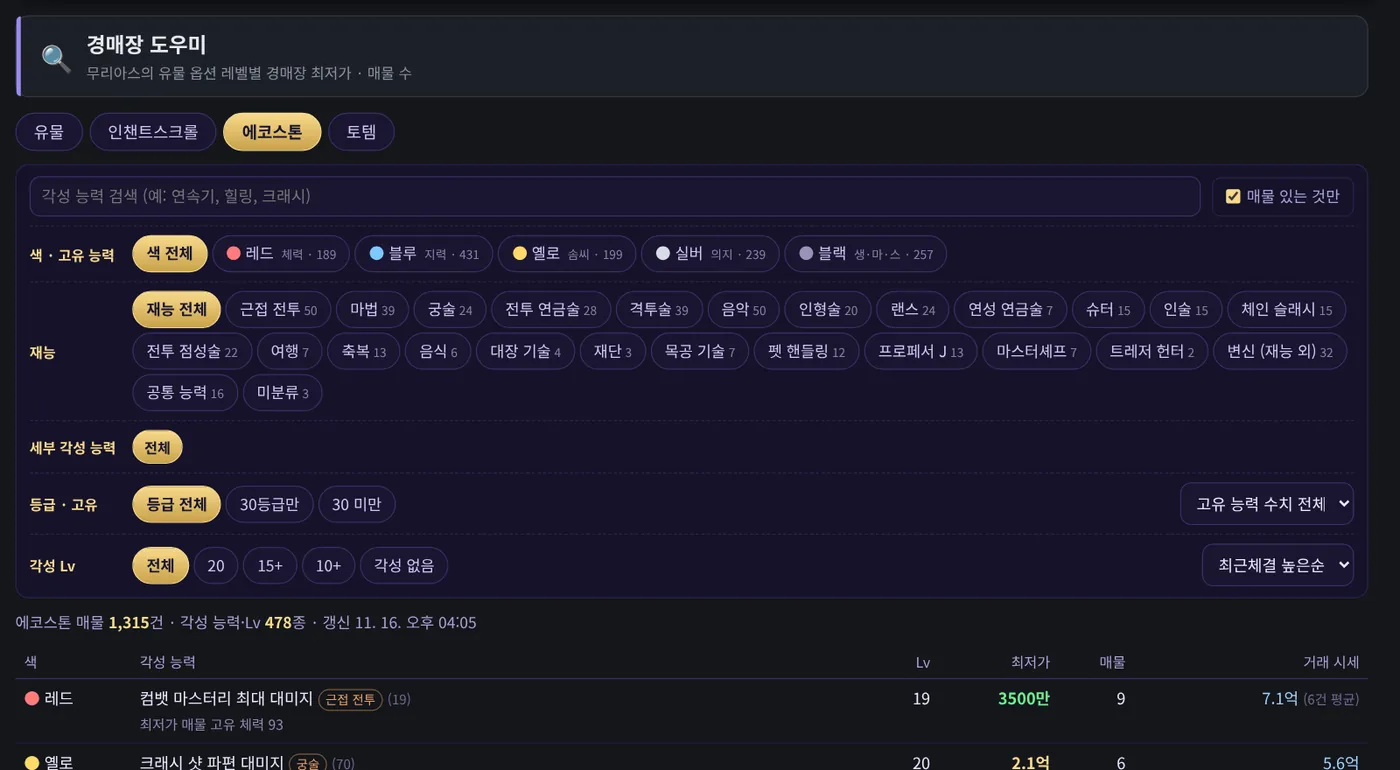 경매장 도우미
무리아스의 유물 옵션 레벨별 경매장 최저가 · 매물 수
유물 인챈트스크롤 에코스톤 토템
각성 능력 검색 (예: 연속기, 힐링, 크래시) 매물 있는 것만
색 · 고유 능력 색 전체 레드 체력 · 189 블루 지력 · 431 옐로 솜씨 · 199 실버 의지 · 239 블랙 생·마·스 · 257
재능 전체 근접 전투 50 마법 39 궁술 24 전투 연금술 28 격투술 39 음악 50 인형술 20 랜스 24 연성 연금술 7 슈터 15 인술 15 체인 슬래시 15
재능 전투 점성술 22 여행 7 축복 13 음식 6 대장 기술 4 재단 3 목공 기술 7 펫 핸들링 12 프로페서 J 13 마스터셰프 7 트레저 헌터 2 변신 (재능 외) 32
공통 능력 16 미분류 3
세부 각성 능력 전체
등급 · 고유 등급 전체 30등급만 30 미만 고유 능력 수치 전체
각성 Lv 전체 20 15+ 10+ 각성 없음 최근체결 높은순
에코스톤 매물 1,315건 · 각성 능력·Lv 478종 · 갱신 11. 16. 오후 04:05
색 각성 능력 Lv 최저가 매물 거래 시세
레드 컴뱃 마스터리 최대 대미지 근접 전투 (19) 19 3500만 9 7.1억 (6건 평균)
최저가 매물 고유 체력 93
옐로 크래시 샷 파편 대미지 궁술 (70) 20 2.1억 6 5.6억